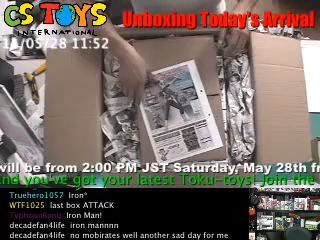 CS TOYS
INTERNATIONAL
Unboxing Today's Arrival
11/05/28 11:52
will be from 2:00 PM JST Saturday, May 28th fr
and you've got your latest Toku-toys! Join the
Truehero1057 Iron*
WTF1025 last box ATTACK
Iron Man!
decadefan4life iron mannnn
decadefan4life no mobirates well another sad day for me